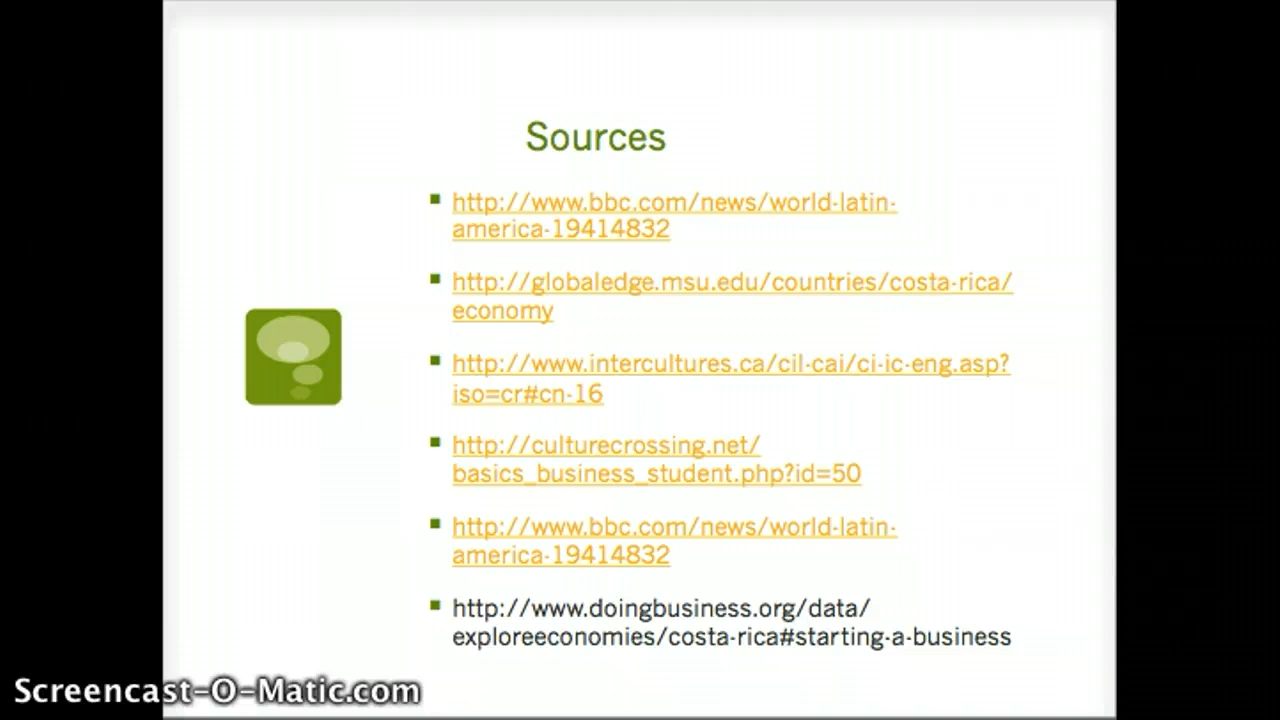 Sources
http://www.bbc.com/news/world-latin-
america-19414832
http://globaledge.msu.edu/countries/costa-rica/
economy
http://www.intercultures.ca/cil-cai/ci-ic-eng.asp?
iso=cr#cn-16
http://culturecrossing.net/
basics_business_student.php?id=50
http://www.bbc.com/news/world-latin-
america-19414832
http://www.doingbusiness.org/data/
exploreeconomies/costa-rica#starting-a-business
Screencast-O-Matic.com